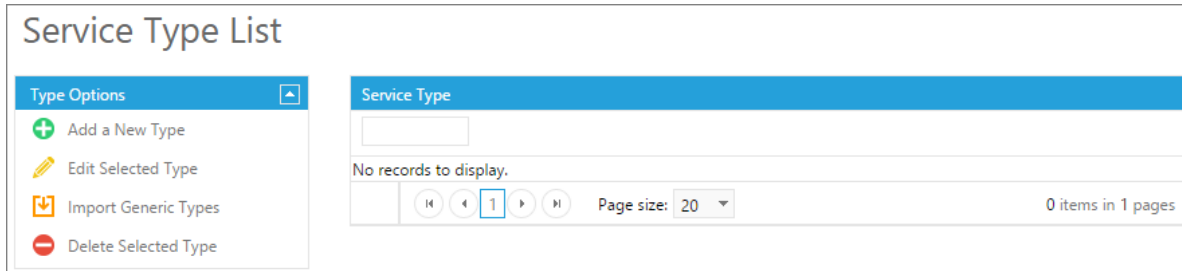 Service Type List
Type Options
Add a New Type
Edit Selected Type
Import Generic Types
Delete Selected Type
Service Type
No records to display.
1 Page size: 20 0 items in 1 pages